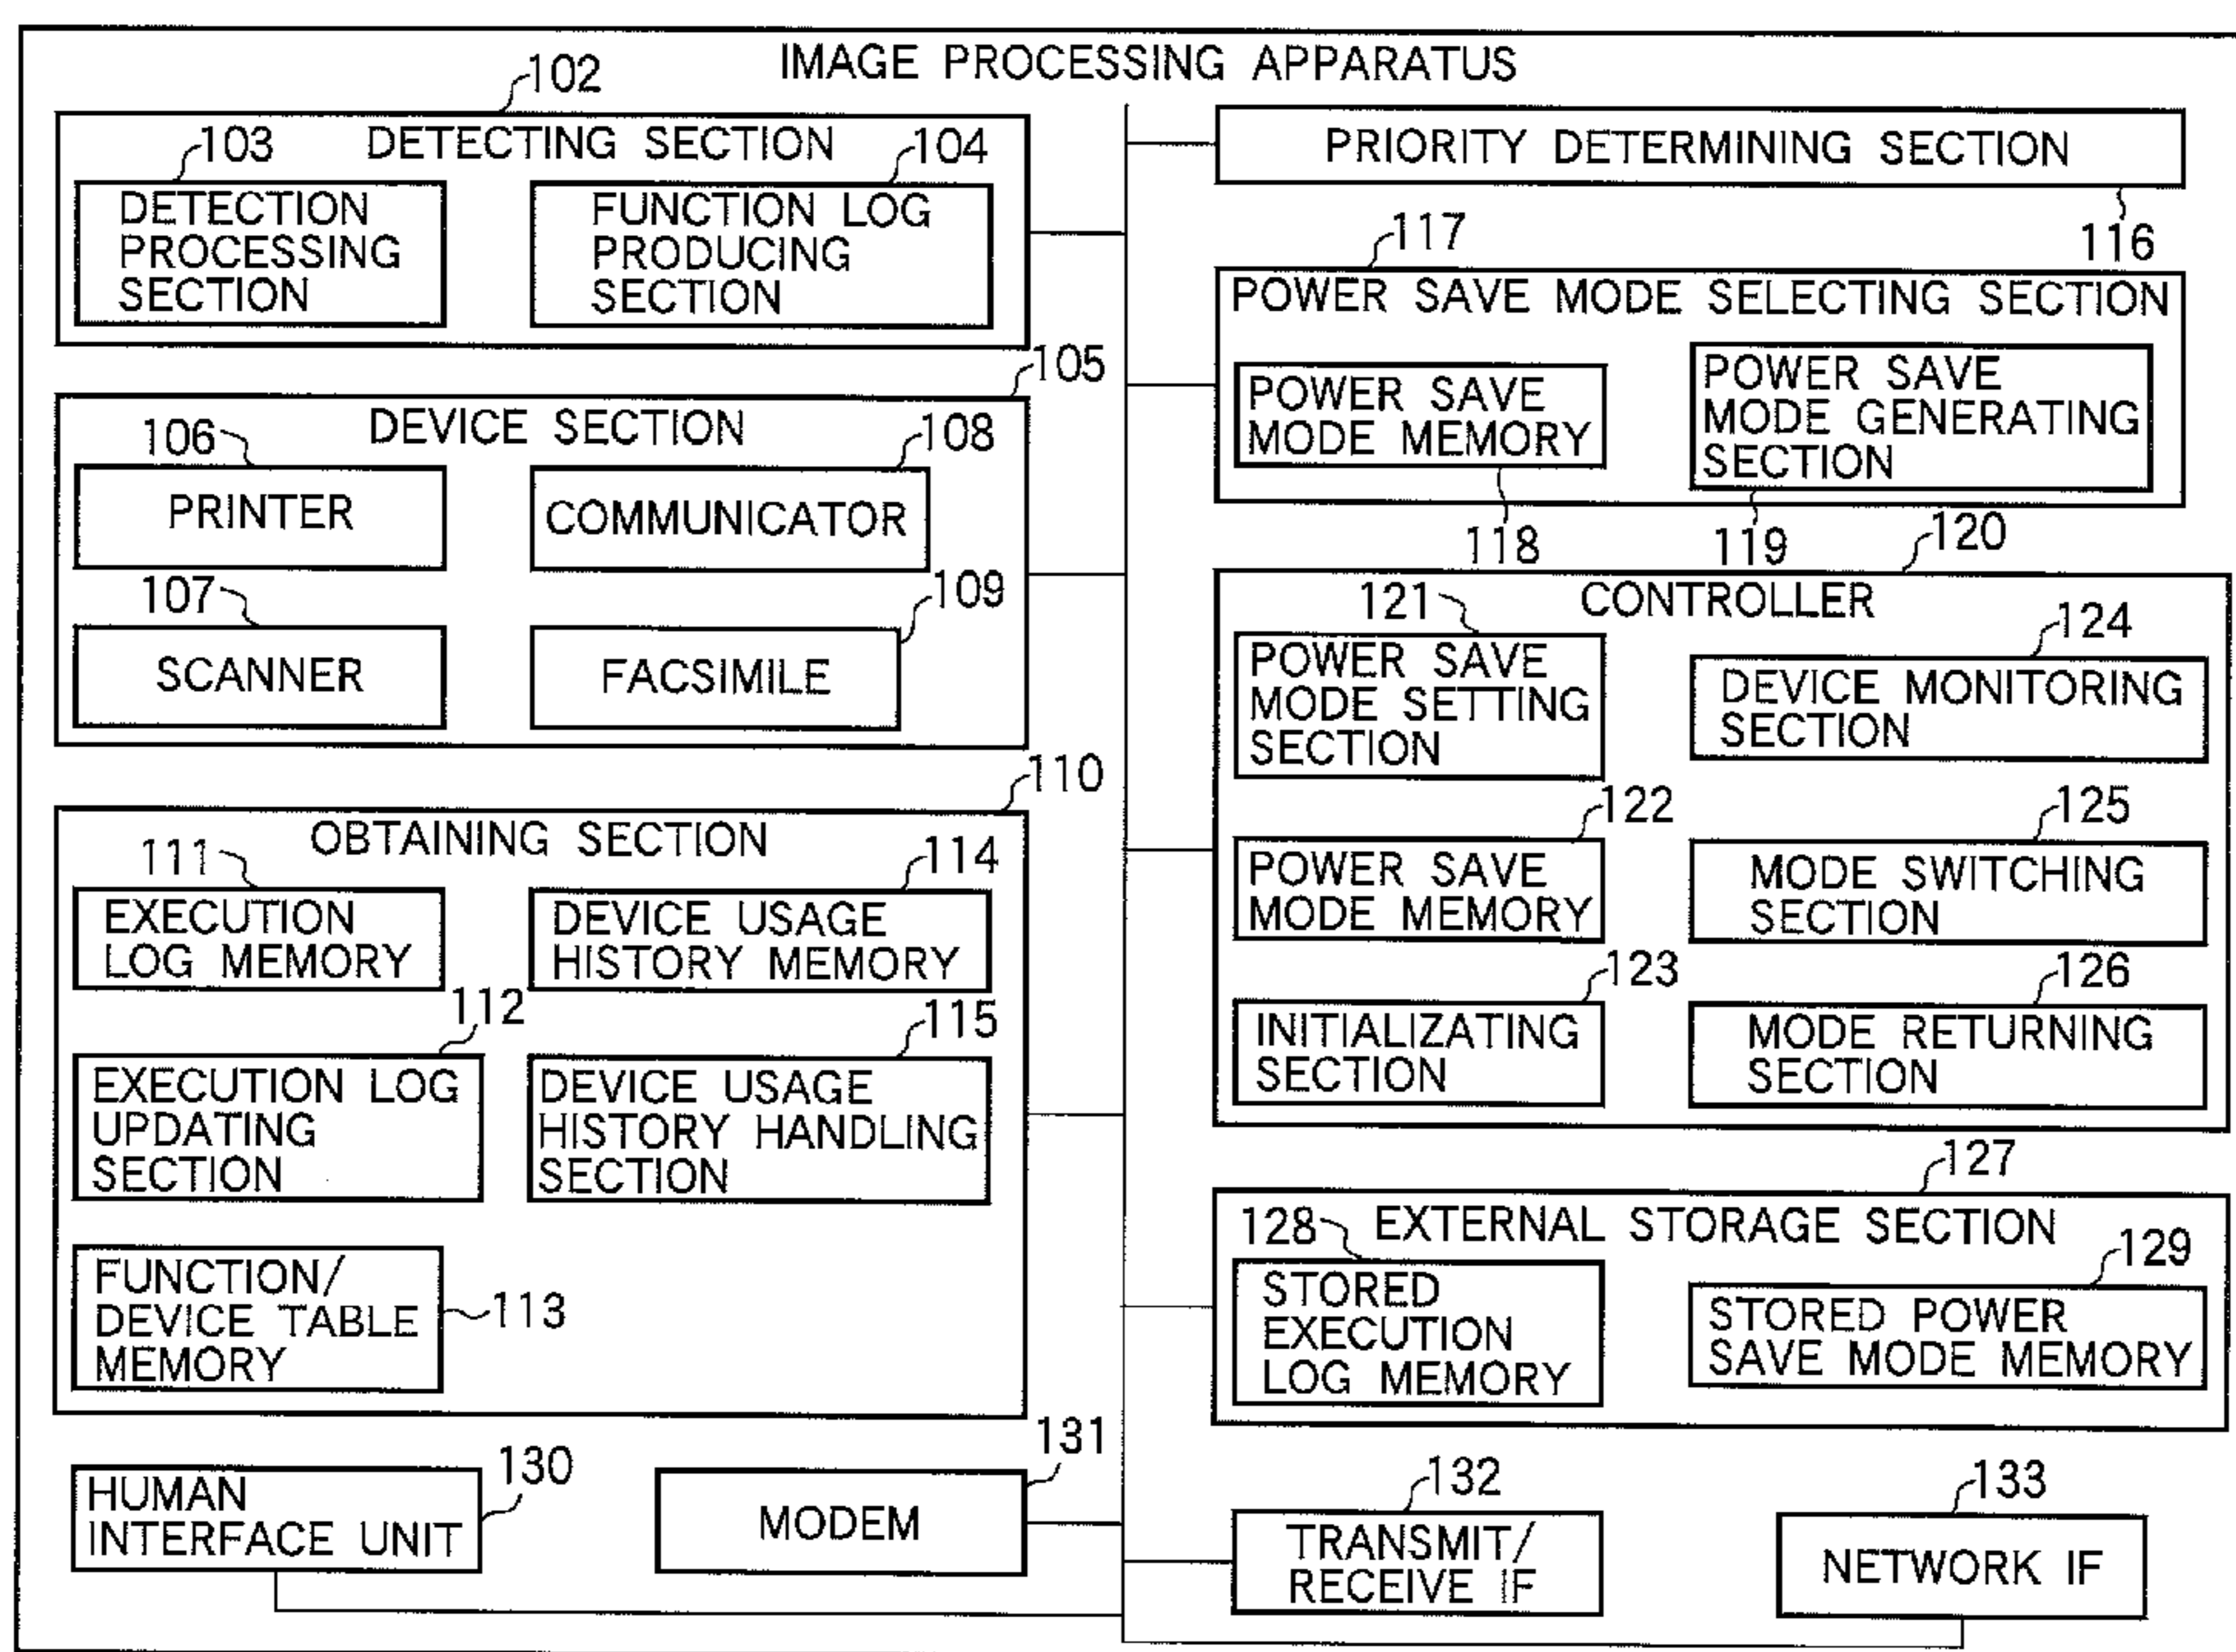 IMAGE PROCESSING APPARATUS
102
DETECTING SECTION
103
DETECTION
PROCESSING
SECTION
104
FUNCTION LOG
PRODUCING
SECTION
105
DEVICE SECTION
106
PRINTER
108
COMMUNICATOR
107
SCANNER
109
FACSIMILE
110
OBTAINING SECTION
111
EXECUTION
LOG MEMORY
114
DEVICE USAGE
HISTORY MEMORY
112
EXECUTION LOG
UPDATING
SECTION
115
DEVICE USAGE
HISTORY HANDLING
SECTION
FUNCTION/
DEVICE TABLE
MEMORY
113
HUMAN
INTERFACE UNIT
130
131
MODEM
PRIORITY DETERMINING SECTION
116
117
POWER SAVE MODE SELECTING SECTION
POWER SAVE
MODE MEMORY
118
POWER SAVE
MODE GENERATING
SECTION
119
120
CONTROLLER
121
POWER SAVE
MODE SETTING
SECTION
124
DEVICE MONITORING
SECTION
122
POWER SAVE
MODE MEMORY
125
MODE SWITCHING
SECTION
123
INITIALIZATING
SECTION
126
MODE RETURNING
SECTION
127
EXTERNAL STORAGE SECTION
128
STORED
EXECUTION
LOG MEMORY
129
STORED POWER
SAVE MODE MEMORY
132
TRANSMIT/
RECEIVE IF
133
NETWORK IF